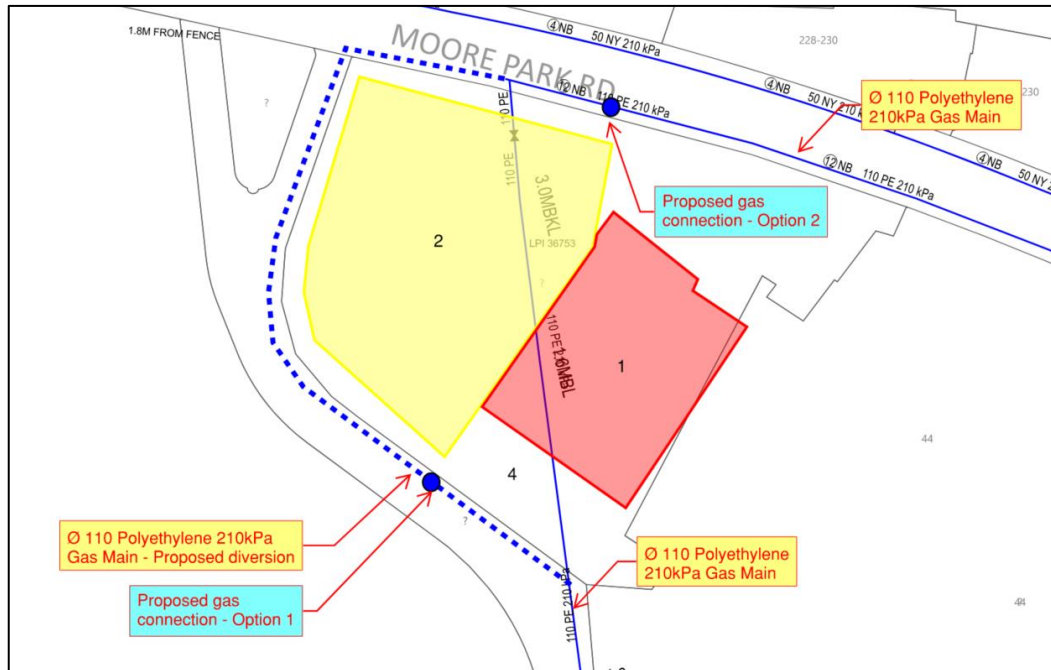 1.8M FROM FENCE
MOORE PARK RD
④NB 50 NY 210 kPa
228-230
④NB 50 NY 210 kPa
230
Ø 110 Polyethylene
210kPa Gas Main
⑫NB 110 PE 210 kPa
?
110 PE
110 PE
④NB 50 NY
⑫NB 110 PE 210 kPa
Proposed gas
connection - Option 2
3.0MBKL
LPI 36753
2
?
110 PE
1
44
4
?
Ø 110 Polyethylene 210kPa
Gas Main - Proposed diversion
Ø 110 Polyethylene
210kPa Gas Main
Proposed gas
connection - Option 1
110 PE 210 kPa